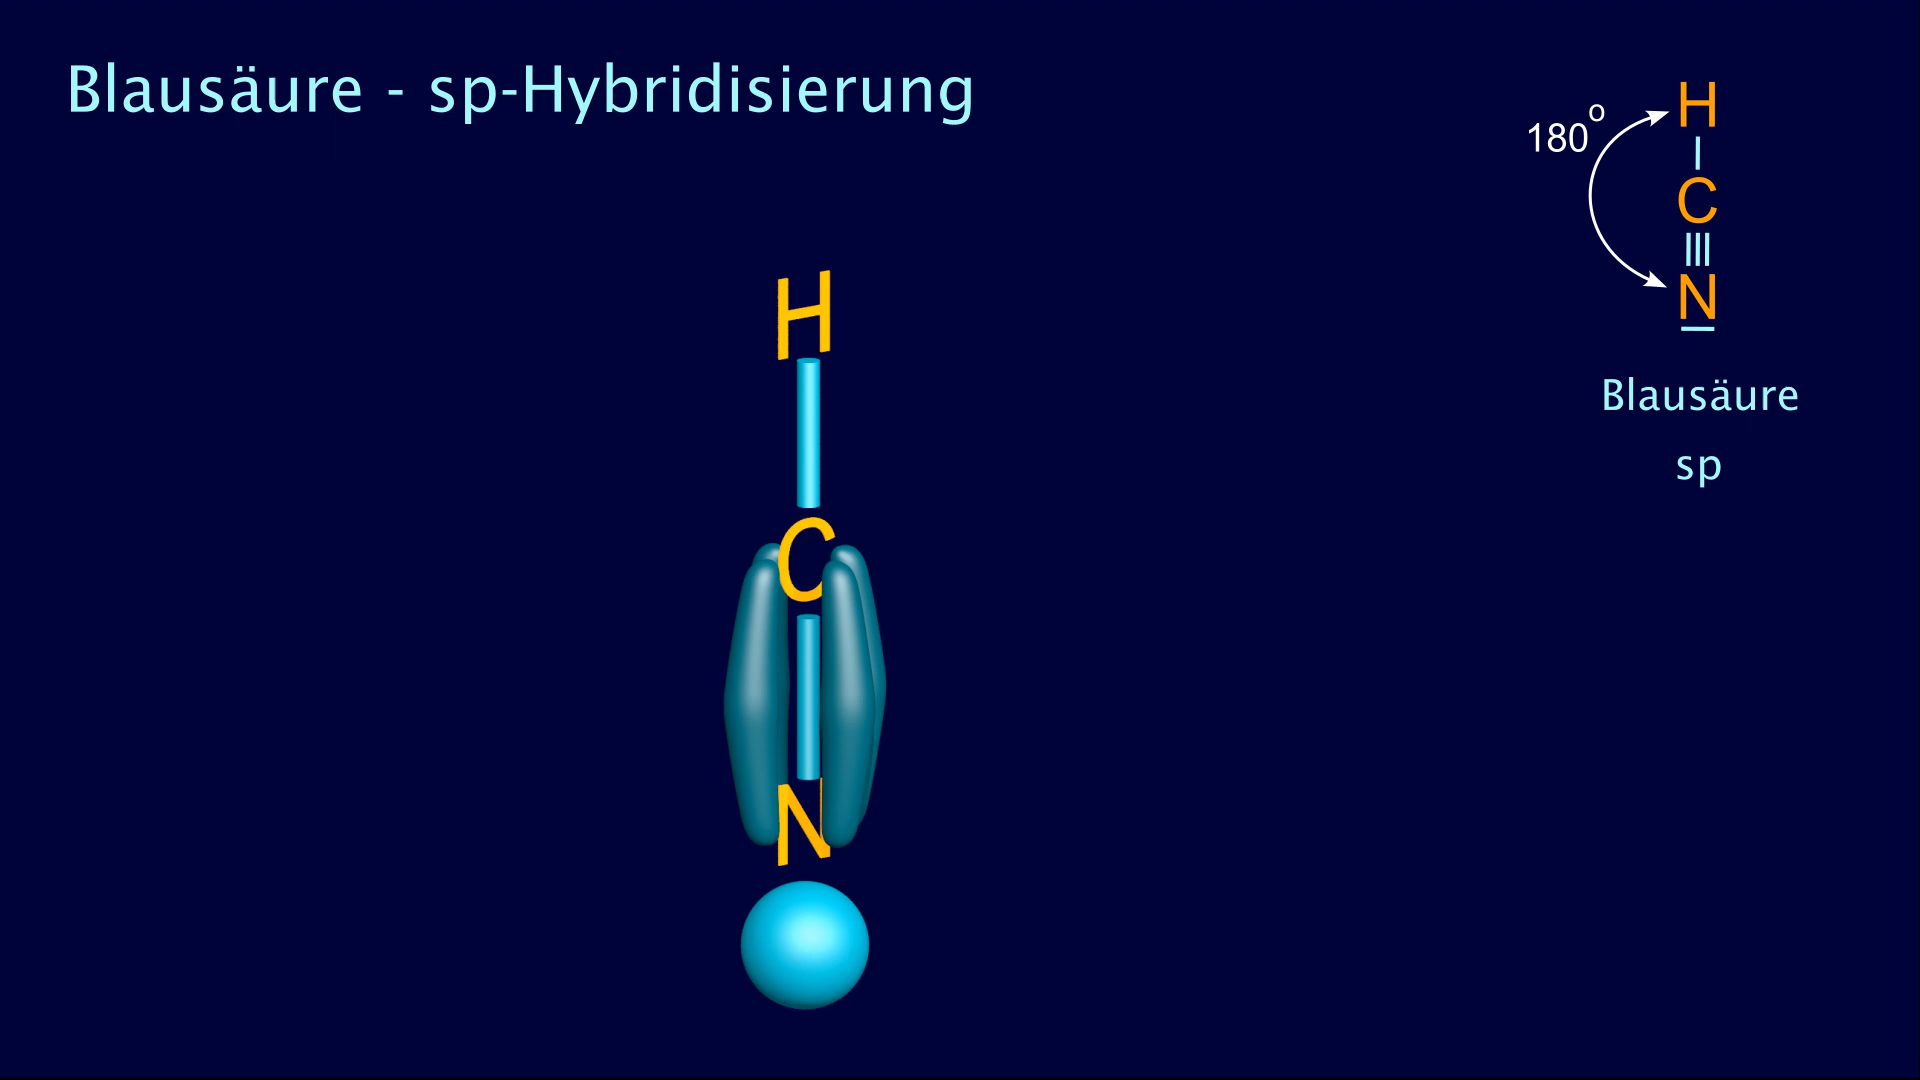 Blausäure - sp-Hybridisierung
180°
H
C
N
Blausäure
sp
H
C
N